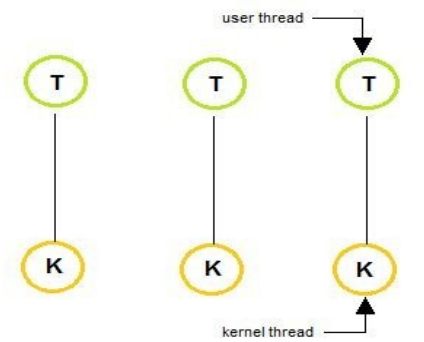 user thread
T T T
K K K
kernel thread